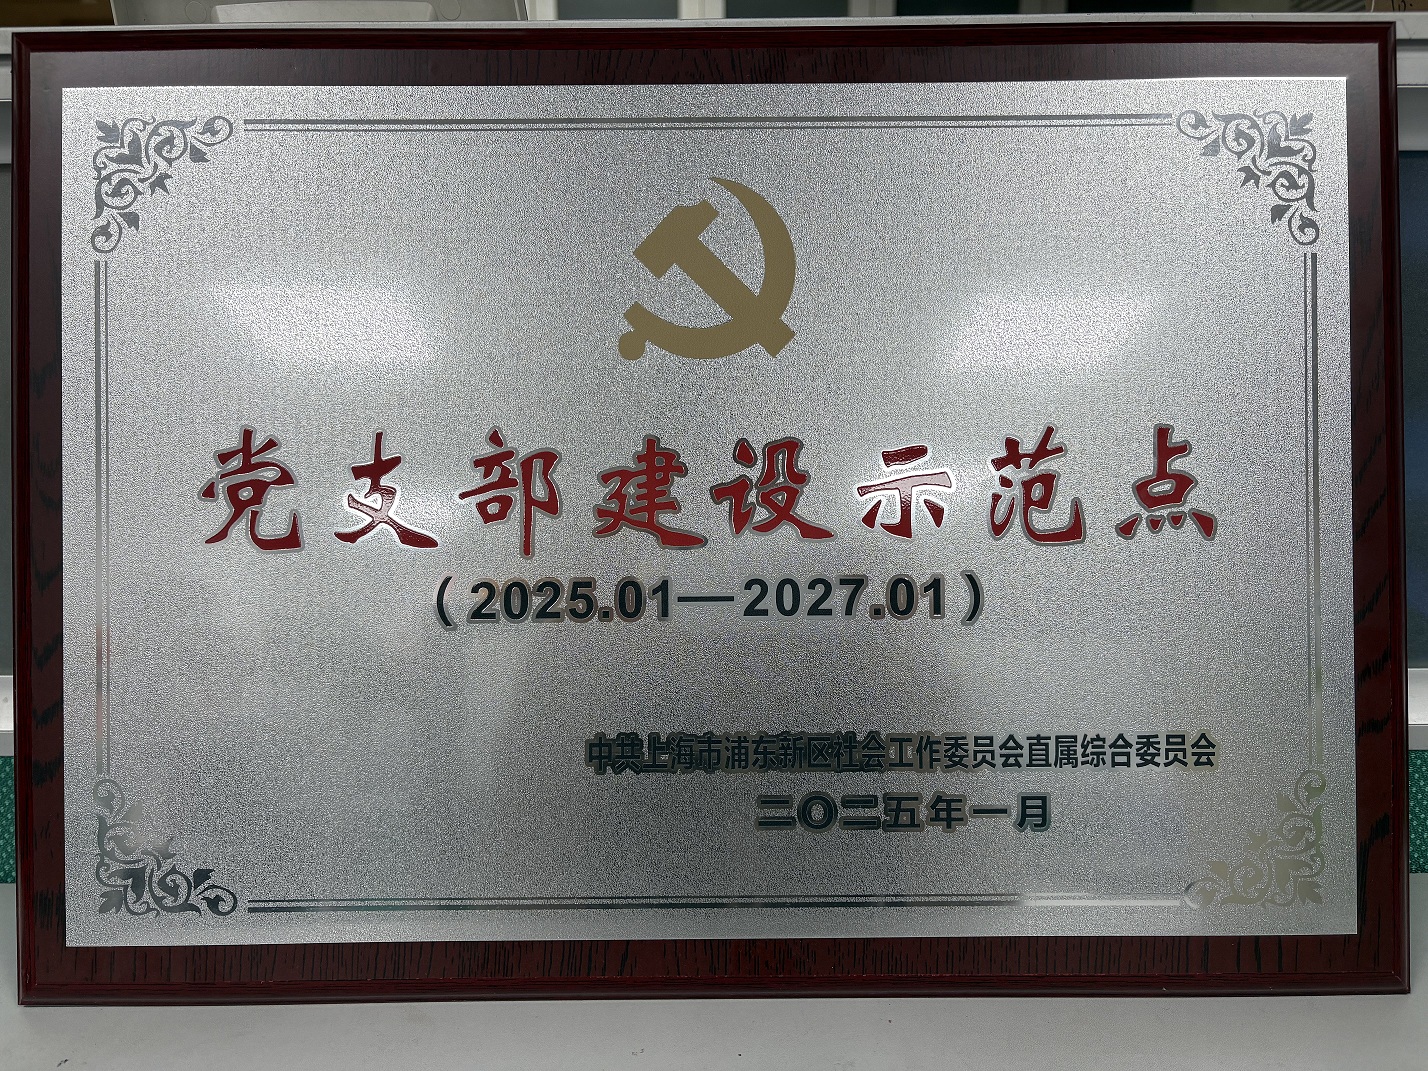 党支部建设示范点
（2025.01—2027.01）
中共上海市浦东新区社会工作委员会直属综合委员会
二〇二五年一月